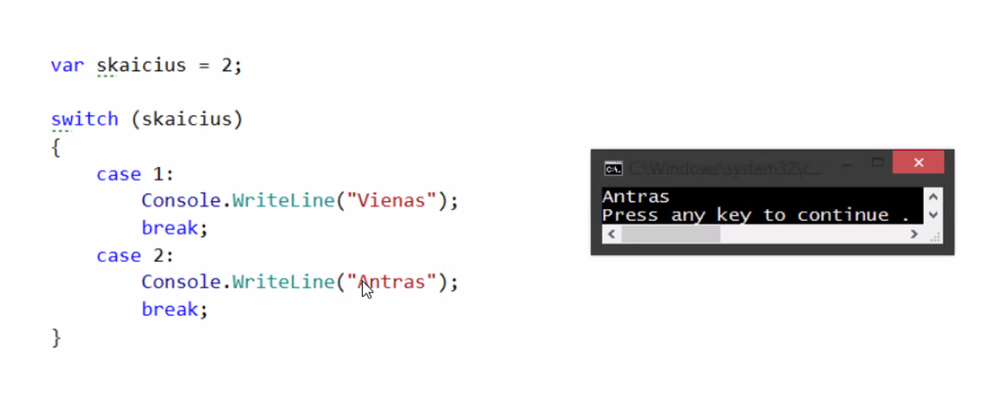 var skaicius = 2;
switch (skaicius)
{
case 1:
Console.WriteLine("Vienas");
break;
case 2:
Console.WriteLine("Antras");
break;
}
C:\Windows\system32\c...
Antras
Press any key to continue .